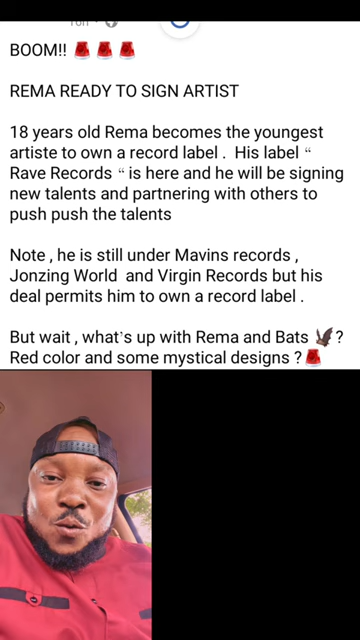 BOOM!! 🚨 🚨 🚨
REMA READY TO SIGN ARTIST
18 years old Rema becomes the youngest
artiste to own a record label . His label “
Rave Records “ is here and he will be signing
new talents and partnering with others to
push push the talents
Note , he is still under Mavins records ,
Jonzing World and Virgin Records but his
deal permits him to own a record label .
But wait , what's up with Rema and Bats 🦇?
Red color and some mystical designs ?🚨